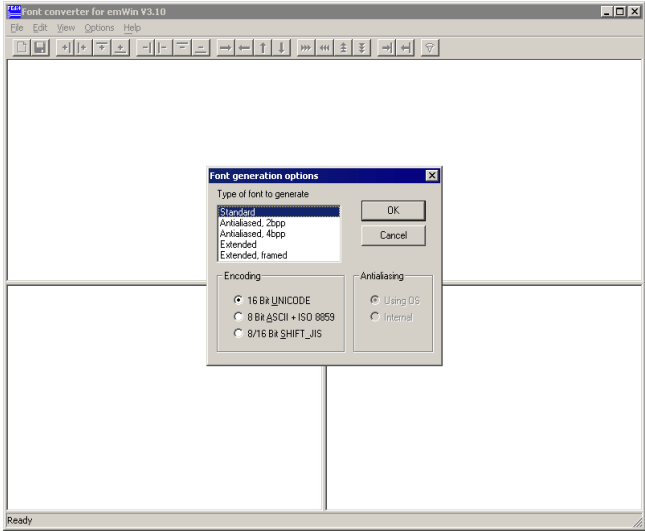 Font converter for emWin V3.10
File Edit View Options Help
Font generation options
Type of font to generate
Standard
Antialiased, 2bpp
Antialiased, 4bpp
Extended
Extended, framed
OK
Cancel
Encoding
16 Bit UNICODE
8 Bit ASCII + ISO 8859
8/16 Bit SHIFT_JIS
Antialiasing
Using OS
Internal
Ready